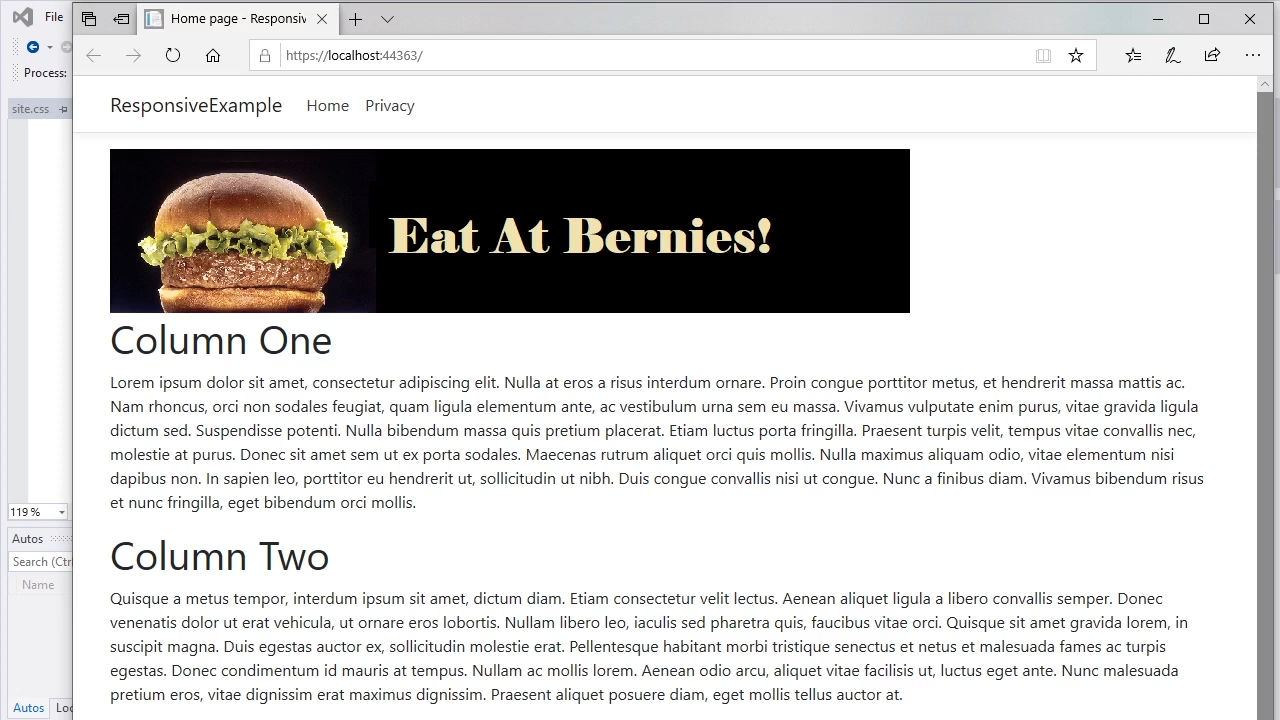 File
Home page - Responsiv
https://localhost:44363/
Process:
site.css
ResponsiveExample Home Privacy
Eat At Bernies!
Column One
Lorem ipsum dolor sit amet, consectetur adipiscing elit. Nulla at eros a risus interdum ornare. Proin congue porttitor metus, et hendrerit massa mattis ac.
Nam rhoncus, orci non sodales feugiat, quam ligula elementum ante, ac vestibulum urna sem eu massa. Vivamus vulputate enim purus, vitae gravida ligula
dictum sed. Suspendisse potenti. Nulla bibendum massa quis pretium placerat. Etiam luctus porta fringilla. Praesent turpis velit, tempus vitae convallis nec,
molestie at purus. Donec sit amet sem ut ex porta sodales. Maecenas rutrum aliquet orci quis mollis. Nulla maximus aliquam odio, vitae elementum nisi
dapibus non. In sapien leo, porttitor eu hendrerit ut, sollicitudin ut nibh. Duis congue convallis nisi ut congue. Nunc a finibus diam. Vivamus bibendum risus
et nunc fringilla, eget bibendum orci mollis.
119 %
Autos
Search (Ctrl
Name
Column Two
Quisque a metus tempor, interdum ipsum sit amet, dictum diam. Etiam consectetur velit lectus. Aenean aliquet ligula a libero convallis semper. Donec
venenatis dolor ut erat vehicula, ut ornare eros lobortis. Nullam libero leo, iaculis sed pharetra quis, faucibus vitae orci. Quisque sit amet gravida lorem, in
suscipit magna. Duis egestas auctor ex, sollicitudin molestie erat. Pellentesque habitant morbi tristique senectus et netus et malesuada fames ac turpis
egestas. Donec condimentum id mauris at tempus. Nullam ac mollis lorem. Aenean odio arcu, aliquet vitae facilisis ut, luctus eget ante. Nunc malesuada
pretium eros, vitae dignissim erat maximus dignissim. Praesent aliquet posuere diam, eget mollis tellus auctor at.
Autos Loc